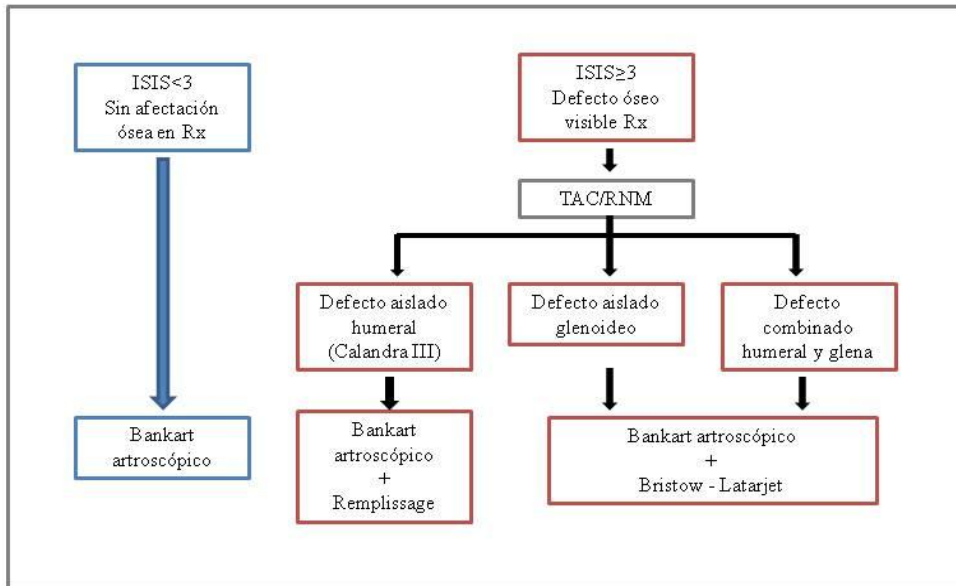 ISIS<3
Sin afectación
ósea en Rx
ISIS≥3
Defecto óseo
visible Rx
TAC/RNM
Defecto aislado
humeral
(Calandra III)
Defecto aislado
glenoideo
Defecto
combinado
humeral y glena
Bankart
artroscópico
Bankart
artroscópico
+
Remplissage
Bankart artroscópico
+
Bristow - Latarjet